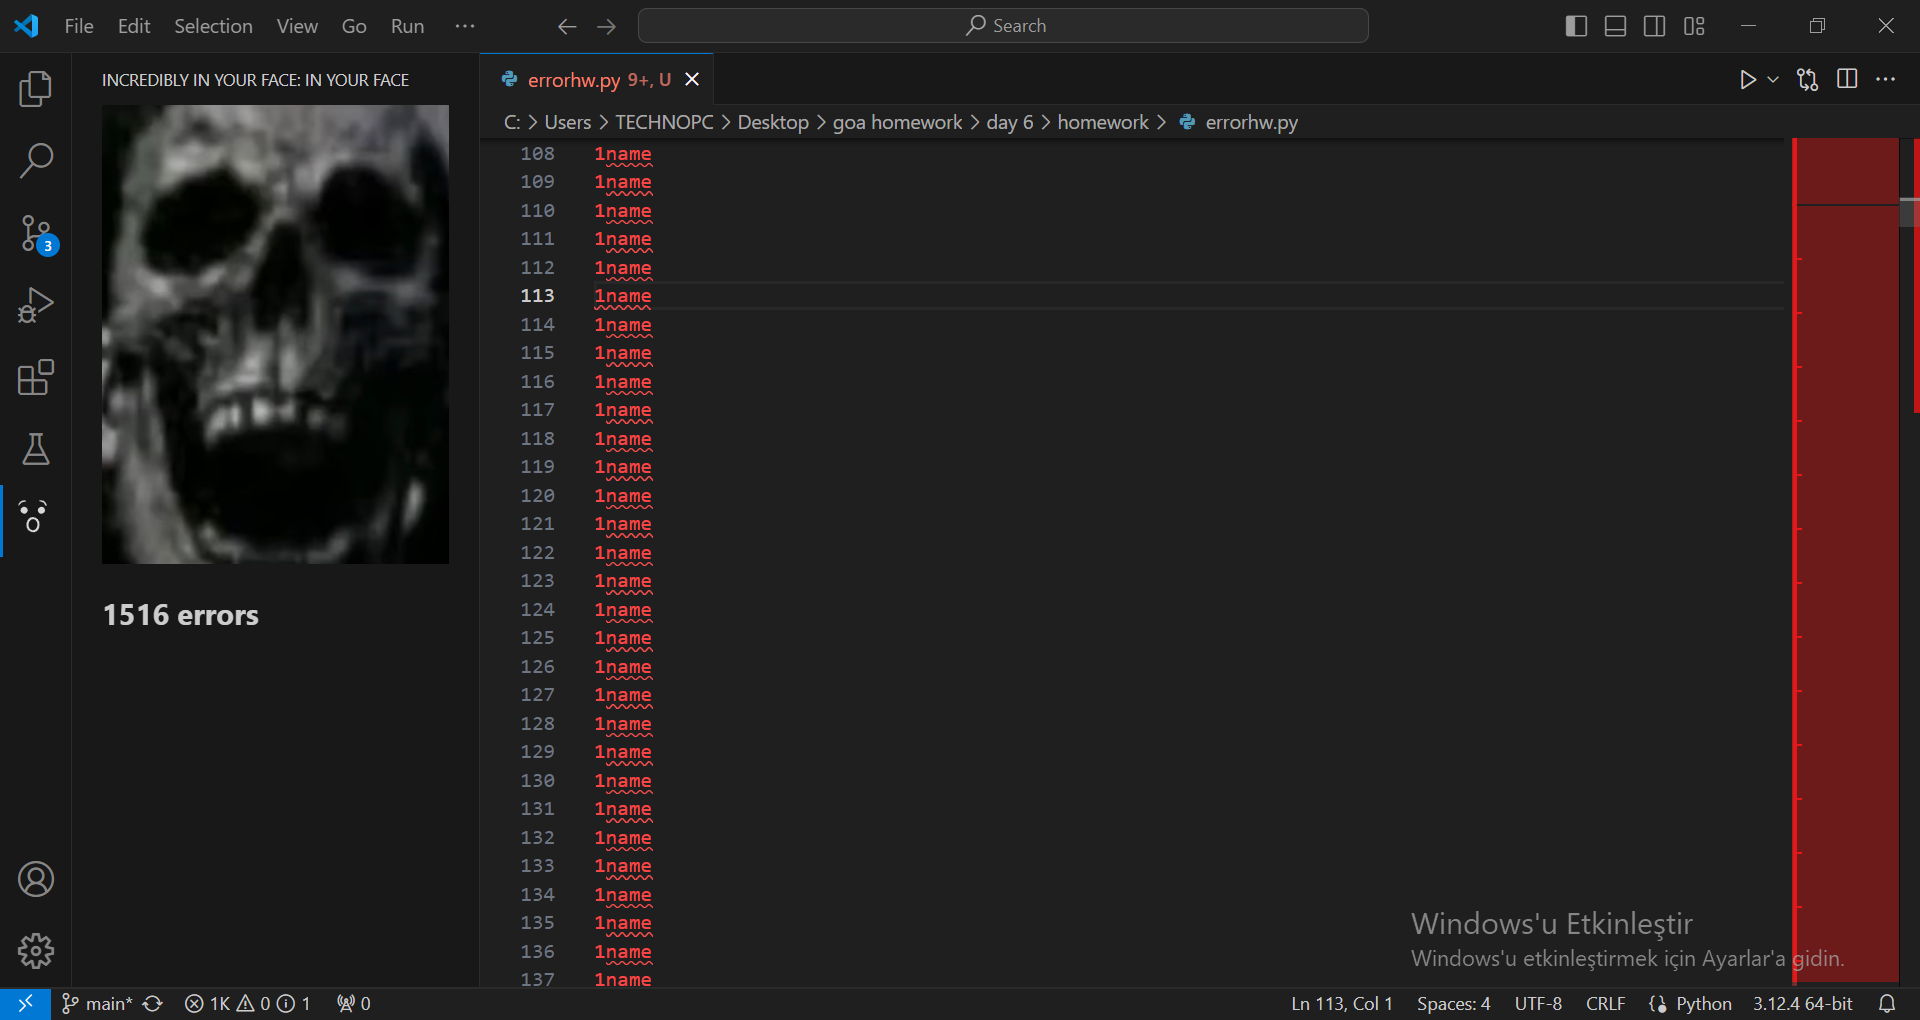 File Edit Selection View Go Run ···
Search
INCREDIBLY IN YOUR FACE: IN YOUR FACE
errorhw.py 9+, U
C: > Users > TECHNOPC > Desktop > goa homework > day 6 > homework > errorhw.py
3
1516 errors
108 1name
109 1name
110 1name
111 1name
112 1name
113 1name
114 1name
115 1name
116 1name
117 1name
118 1name
119 1name
120 1name
121 1name
122 1name
123 1name
124 1name
125 1name
126 1name
127 1name
128 1name
129 1name
130 1name
131 1name
132 1name
133 1name
134 1name
135 1name
136 1name
137 1name
Windows'u Etkinleştir
Windows'u etkinleştirmek için Ayarlar'a gidin.
main* 1K 0 1 0 Ln 113, Col 1 Spaces: 4 UTF-8 CRLF Python 3.12.4 64-bit